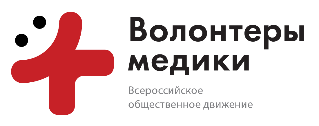 Волонтеры
медики
Всероссийское
общественное движение